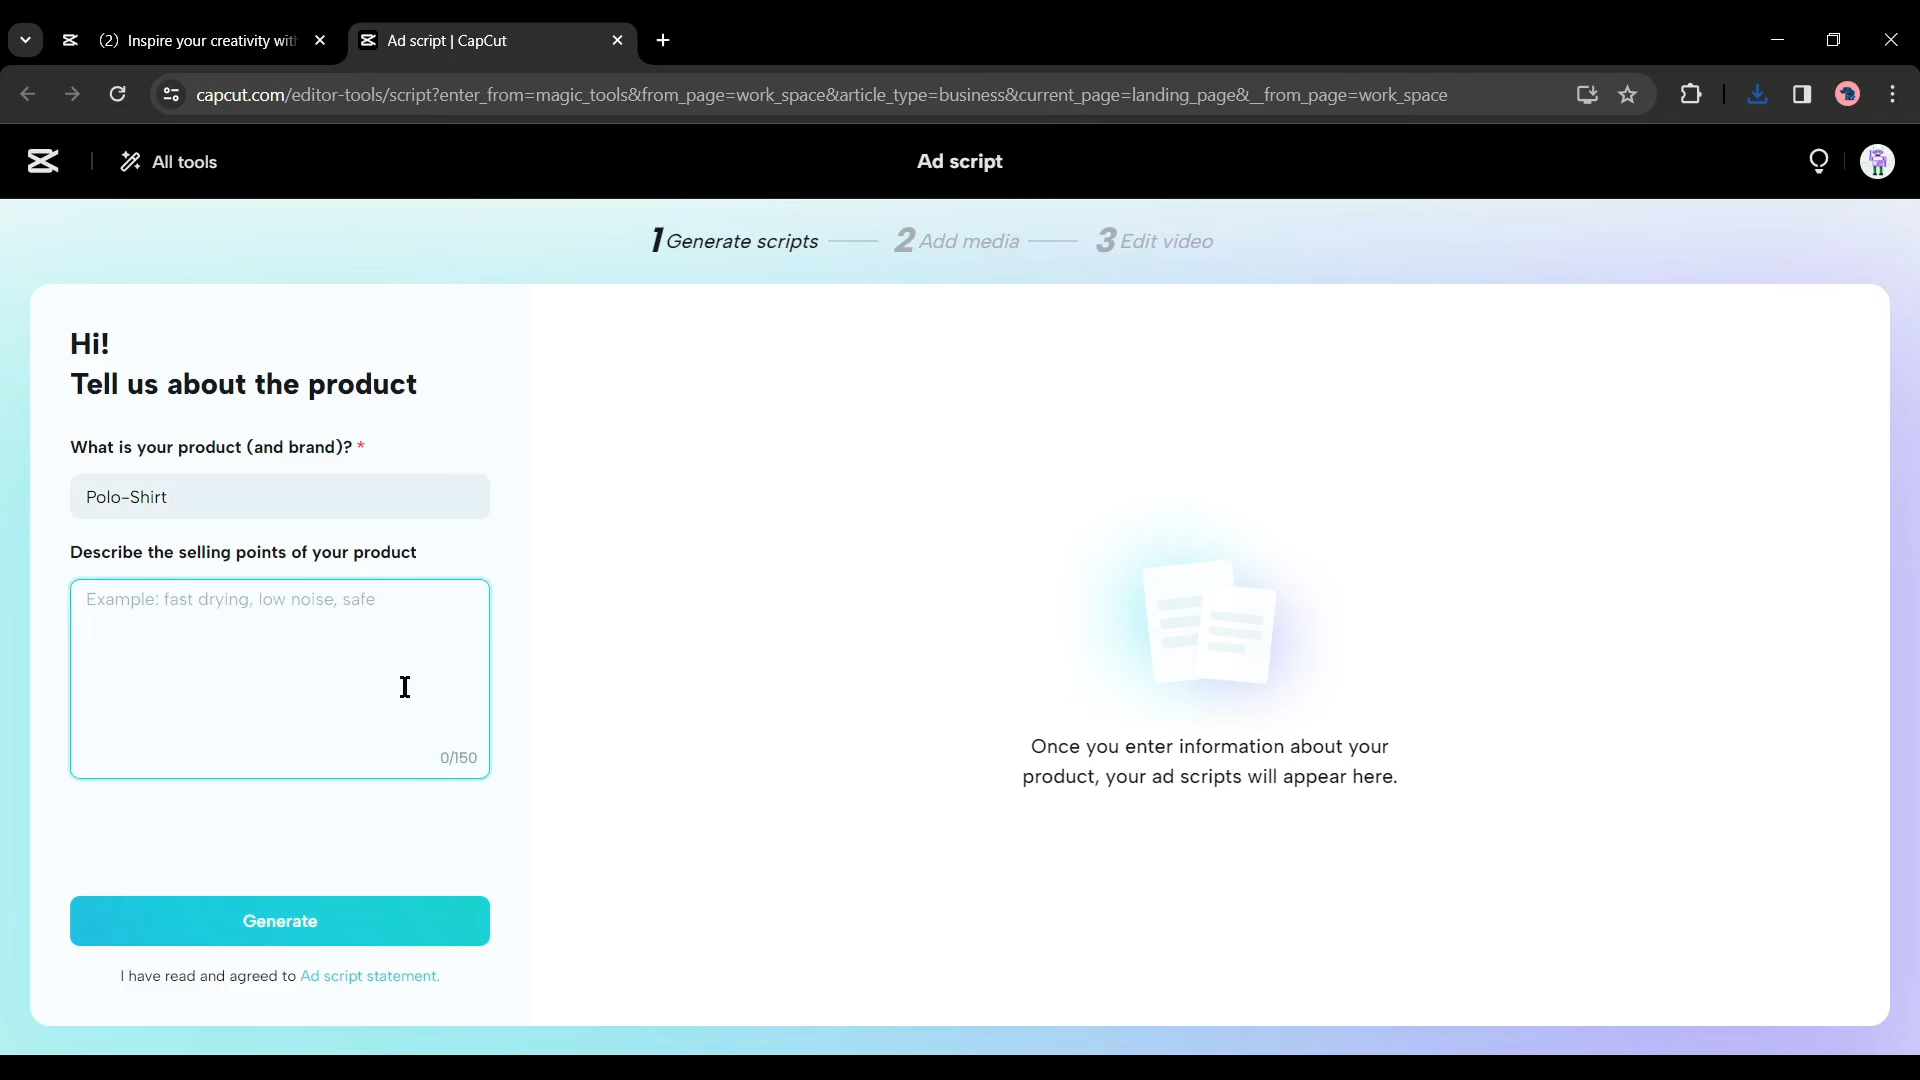 (2) Inspire your creativity with
Ad script | CapCut
capcut.com/editor-tools/script?enter_from=magic_tools&from_page=work_space&article_type=business&current_page=landing_page&__from_page=work_space
All tools
Ad script
1 Generate scripts
2 Add media
3 Edit video
Hi!
Tell us about the product
What is your product (and brand)? *
Polo-Shirt
Describe the selling points of your product
Example: fast drying, low noise, safe
0/150
Generate
I have read and agreed to Ad script statement.
Once you enter information about your
product, your ad scripts will appear here.